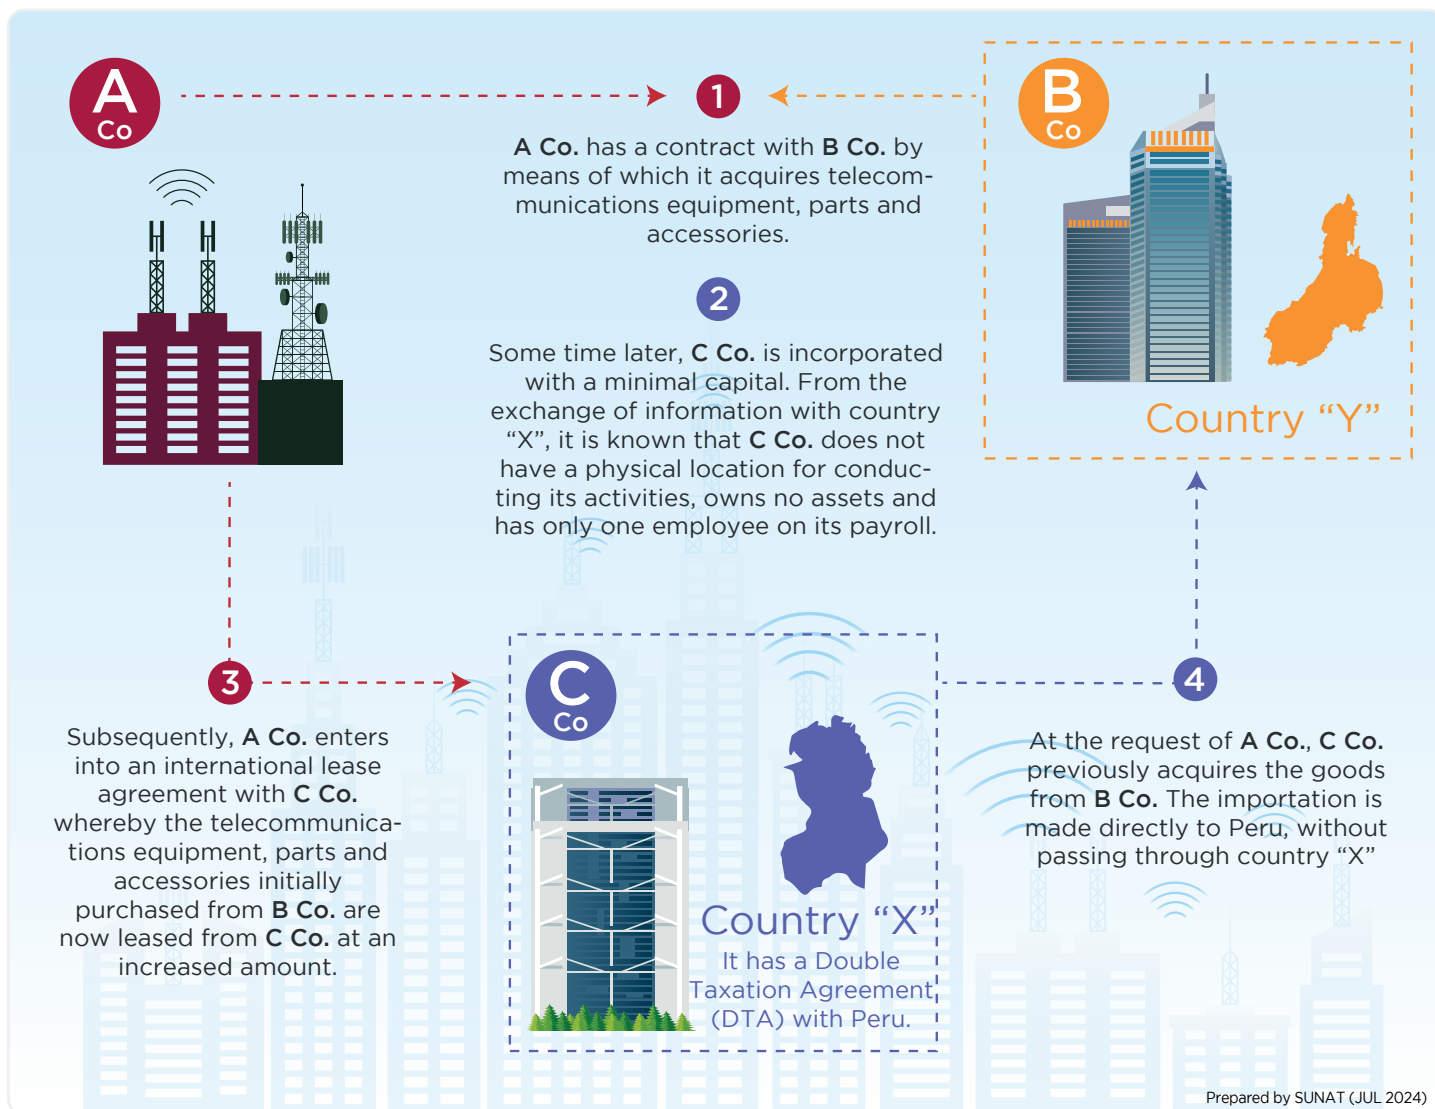 A
Co
1
B
Co
A Co. has a contract with B Co. by
means of which it acquires telecom-
munications equipment, parts and
accessories.
2
Some time later, C Co. is incorporated
with a minimal capital. From the
exchange of information with country
“X”, it is known that C Co. does not
have a physical location for conduc-
ting its activities, owns no assets and
has only one employee on its payroll.
Country “Y”
3
Subsequently, A Co. enters
into an international lease
agreement with C Co.
whereby the telecommunica-
tions equipment, parts and
accessories initially
purchased from B Co. are
now leased from C Co. at an
increased amount.
C
Co
Country “X”
It has a Double
Taxation Agreement
(DTA) with Peru.
4
At the request of A Co., C Co.
previously acquires the goods
from B Co. The importation is
made directly to Peru, without
passing through country “X”
Prepared by SUNAT (JUL 2024)